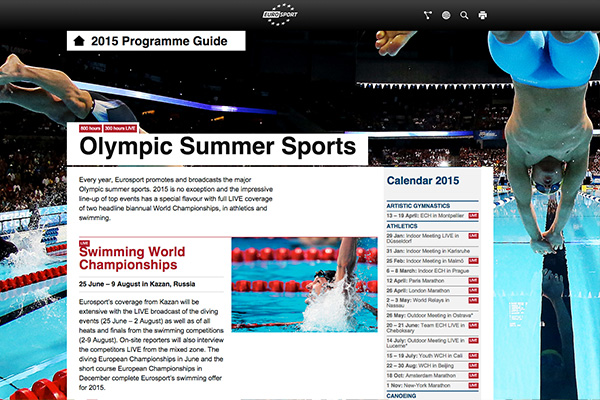 EUROSPORT
2015 Programme Guide
800 hours 300 hours LIVE
Olympic Summer Sports
Every year, Eurosport promotes and broadcasts the major
Olympic summer sports. 2015 is no exception and the impressive
line-up of top events has a special flavour with full LIVE coverage
of two headline biannual World Championships, in athletics and
swimming.
LIVE
Swimming World
Championships
25 June – 9 August in Kazan, Russia
Eurosport's coverage from Kazan will be
extensive with the LIVE broadcast of the diving
events (25 June – 2 August) as well as of all
heats and finals from the swimming competitions
(2-9 August). On-site reporters will also interview
the competitors LIVE from the mixed zone. The
diving European Championships in June and the
short course European Championships in
December complete Eurosport's swimming offer
for 2015.
Calendar 2015
ARTISTIC GYMNASTICS
13 – 19 April: ECH in Montpellier LIVE
ATHLETICS
29 Jan: Indoor Meeting LIVE in LIVE
Düsseldorf
31 Jan: Indoor Meeting in Karlsruhe
25 Feb: Indoor Meeting in Malmö LIVE
6 – 8 March: Indoor ECH in Prague LIVE
12 April: Paris Marathon LIVE
26 April: London Marathon LIVE
2 – 3 May: World Relays in LIVE
Nassau
26 May: Outdoor Meeting in Ostrava* LIVE
20 – 21 June: Team ECH LIVE in LIVE
Cheboksary
14 July: Outdoor Meeting LIVE in LIVE
Lucerne*
15 – 19 July: Youth WCH in Cali LIVE
22 – 30 Aug: WCH in Beijing LIVE
18 Oct: Amsterdam Marathon LIVE
1 Nov: New-York Marathon LIVE
CANOEING